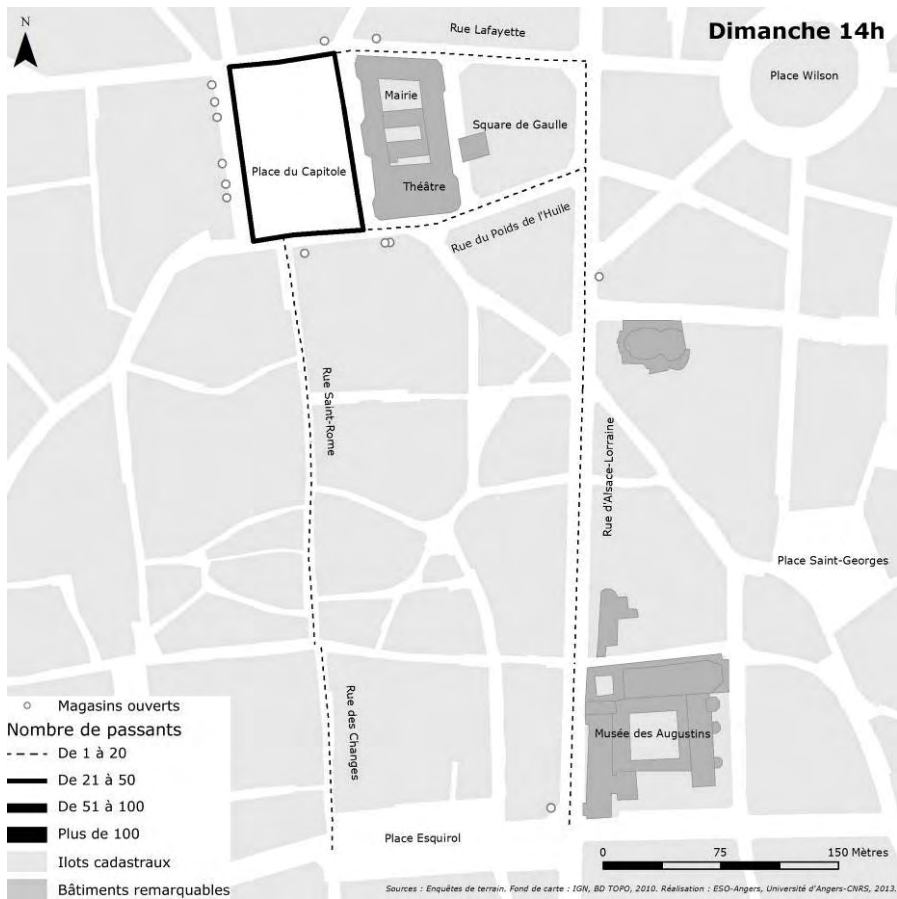 N
Rue Lafayette
Dimanche 14h
Place Wilson
Mairie
Square de Gaulle
Place du Capitole
Théâtre
Rue du Poids de l'Huile
Rue Saint-Rome
Rue d'Alsace-Lorraine
Place Saint-Georges
Rue des Changes
Musée des Augustins
Place Esquirol
Magasins ouverts
Nombre de passants
De 1 à 20
De 21 à 50
De 51 à 100
Plus de 100
Ilots cadastraux
Bâtiments remarquables
0 75 150 Mètres
Sources : Enquêtes de terrain. Fond de carte : IGN, BD TOPO, 2010. Réalisation : ESO-Angers, Université d'Angers-CNRS, 2013.